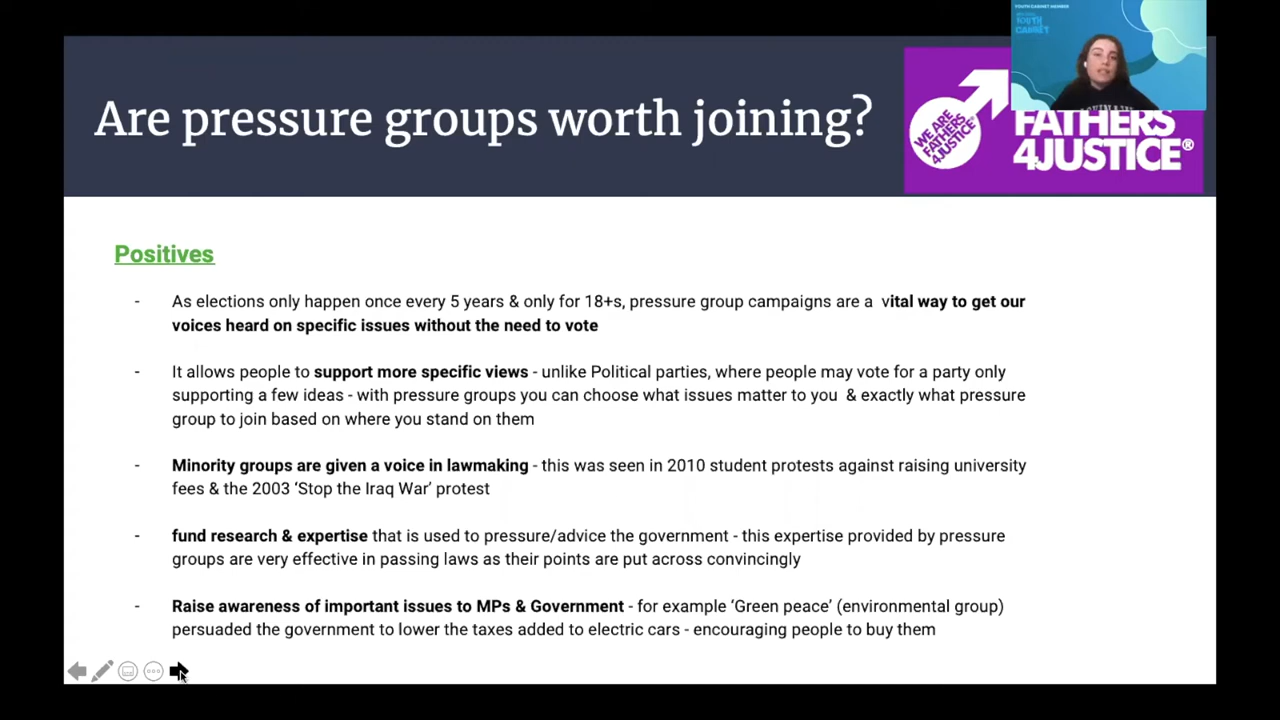 YOUTH CABINET MEMBER
YOUTH
CABINET
Are pressure groups worth joining?
WE ARE
FATHERS
4JUSTICE
FATHERS
4JUSTICE®
Positives
- As elections only happen once every 5 years & only for 18+s, pressure group campaigns are a vital way to get our
voices heard on specific issues without the need to vote
- It allows people to support more specific views - unlike Political parties, where people may vote for a party only
supporting a few ideas - with pressure groups you can choose what issues matter to you & exactly what pressure
group to join based on where you stand on them
- Minority groups are given a voice in lawmaking - this was seen in 2010 student protests against raising university
fees & the 2003 ‘Stop the Iraq War’ protest
- fund research & expertise that is used to pressure/advice the government - this expertise provided by pressure
groups are very effective in passing laws as their points are put across convincingly
- Raise awareness of important issues to MPs & Government - for example ‘Green peace’ (environmental group)
persuaded the government to lower the taxes added to electric cars - encouraging people to buy them